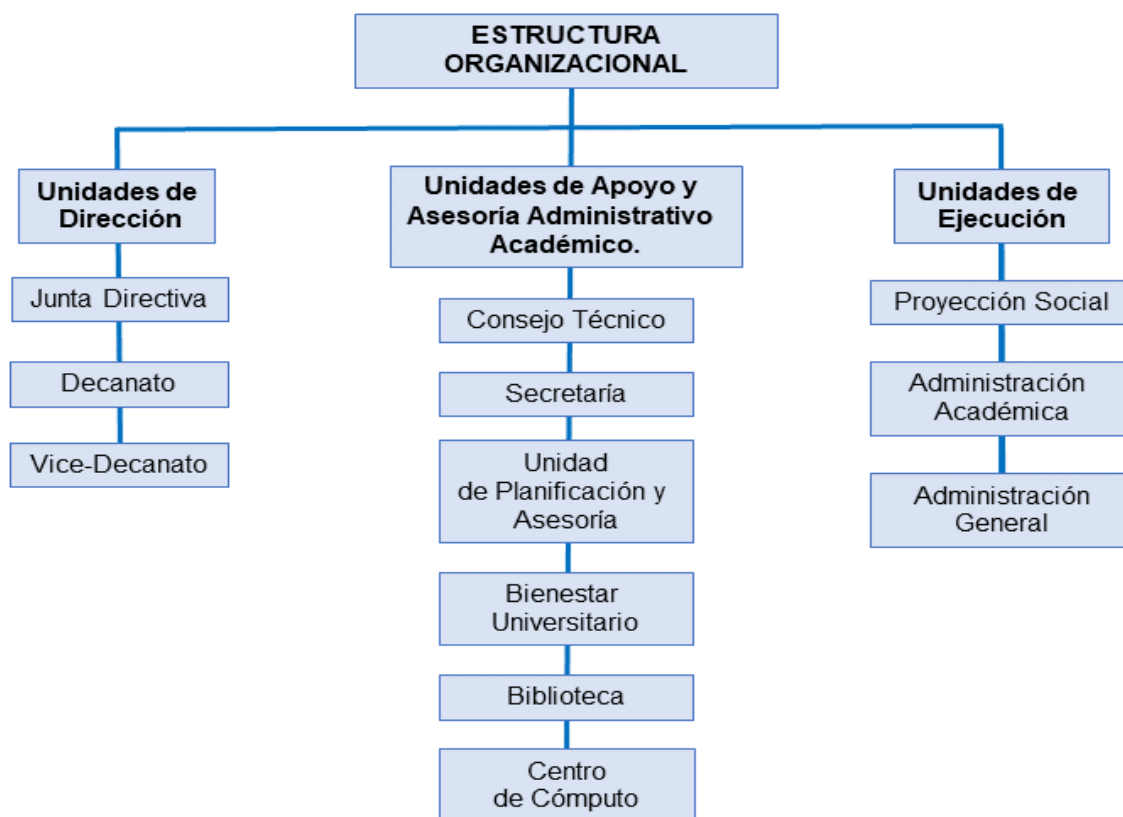 ESTRUCTURA
ORGANIZACIONAL
Unidades de
Dirección
Junta Directiva
Decanato
Vice-Decanato
Unidades de Apoyo y
Asesoría Administrativo
Académico.
Consejo Técnico
Secretaría
Unidad
de Planificación y
Asesoría
Bienestar
Universitario
Biblioteca
Centro
de Cómputo
Unidades de
Ejecución
Proyección Social
Administración
Académica
Administración
General